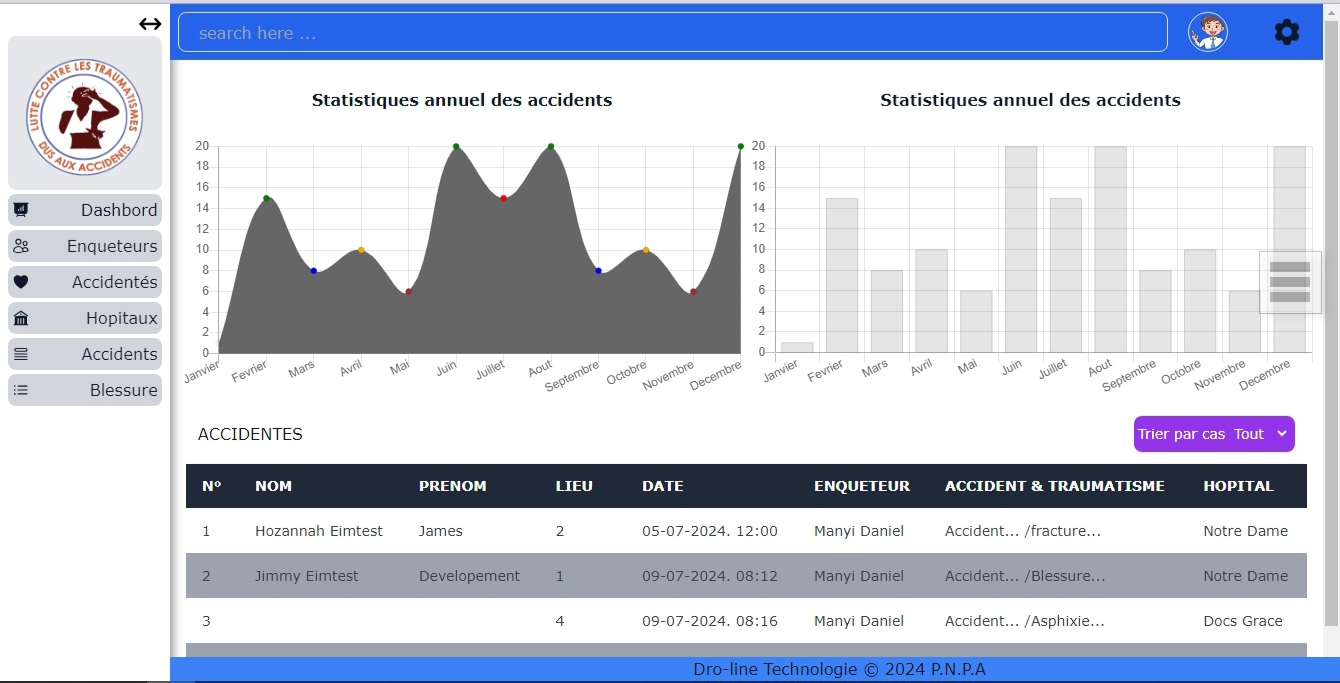 search here ...
LUTTE CONTRE LES TRAUMATISMES
DUS AUX ACCIDENTS
Dashbord
Enqueteurs
Accidentés
Hopitaux
Accidents
Blessure
Statistiques annuel des accidents
20
18
16
14
12
10
8
6
4
2
0
Janvier Fevrier Mars Avril Mai Juin Juillet Aout Septembre Octobre Novembre Decembre
Statistiques annuel des accidents
20
18
16
14
12
10
8
6
4
2
0
Janvier Fevrier Mars Avril Mai Juin Juillet Aout Septembre Octobre Novembre Decembre
ACCIDENTES
Trier par cas Tout
N° NOM PRENOM LIEU DATE ENQUETEUR ACCIDENT & TRAUMATISME HOPITAL
1 Hozannah Eimtest James 2 05-07-2024. 12:00 Manyi Daniel Accident... /fracture... Notre Dame
2 Jimmy Eimtest Developement 1 09-07-2024. 08:12 Manyi Daniel Accident... /Blessure... Notre Dame
3 4 09-07-2024. 08:16 Manyi Daniel Accident... /Asphixie... Docs Grace
Dro-line Technologie © 2024 P.N.P.A